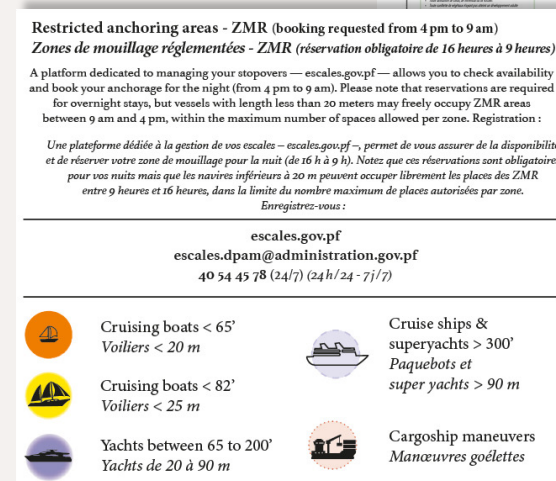 Restricted anchoring areas - ZMR (booking requested from 4 pm to 9 am)
Zones de mouillage réglementées - ZMR (réservation obligatoire de 16 heures à 9 heures)
A platform dedicated to managing your stopovers — escales.gov.pf — allows you to check availability
and book your anchorage for the night (from 4 pm to 9 am). Please note that reservations are required
for overnight stays, but vessels with length less than 20 meters may freely occupy ZMR areas
between 9 am and 4 pm, within the maximum number of spaces allowed per zone. Registration :
Une plateforme dédiée à la gestion de vos escales – escales.gov.pf –, permet de vous assurer de la disponibilité
et de réserver votre zone de mouillage pour la nuit (de 16 h à 9 h). Notez que ces réservations sont obligatoires
pour vos nuits mais que les navires inférieurs à 20 m peuvent occuper librement les places des ZMR
entre 9 heures et 16 heures, dans la limite du nombre maximum de places autorisées par zone.
Enregistrez-vous :
escales.gov.pf
escales.dpam@administration.gov.pf
40 54 45 78 (24/7) (24h/24 - 7j/7)
Cruising boats < 65’
Voiliers < 20 m
Cruising boats < 82’
Voiliers < 25 m
Yachts between 65 to 200’
Yachts de 20 à 90 m
Cruise ships &
superyachts > 300’
Paquebots et
super yachts > 90 m
Cargoship maneuvers
Manœuvres goélettes